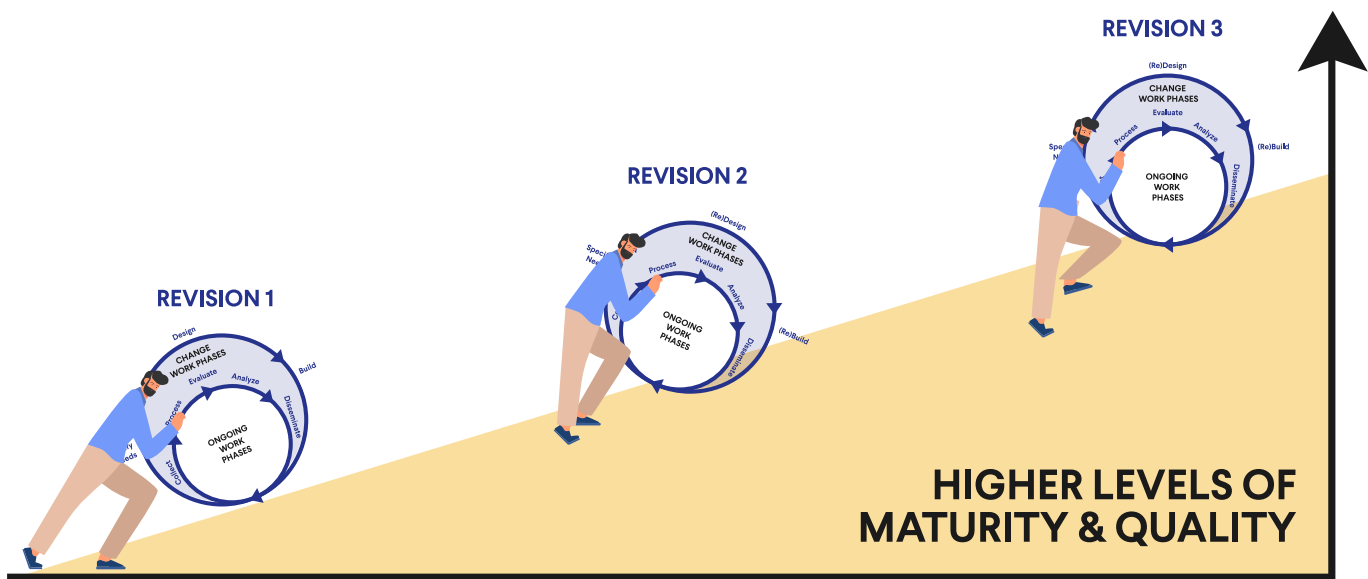 REVISION 1
Design
Build
CHANGE
WORK PHASES
Collect
Process
Evaluate
Analyze
Disseminate
ONGOING
WORK
PHASES
REVISION 2
(Re)Design
(Re)Build
CHANGE
WORK PHASES
Process
Evaluate
Analyze
Disseminate
ONGOING
WORK
PHASES
REVISION 3
(Re)Design
(Re)Build
CHANGE
WORK PHASES
Process
Evaluate
Analyze
Disseminate
ONGOING
WORK
PHASES
HIGHER LEVELS OF
MATURITY & QUALITY